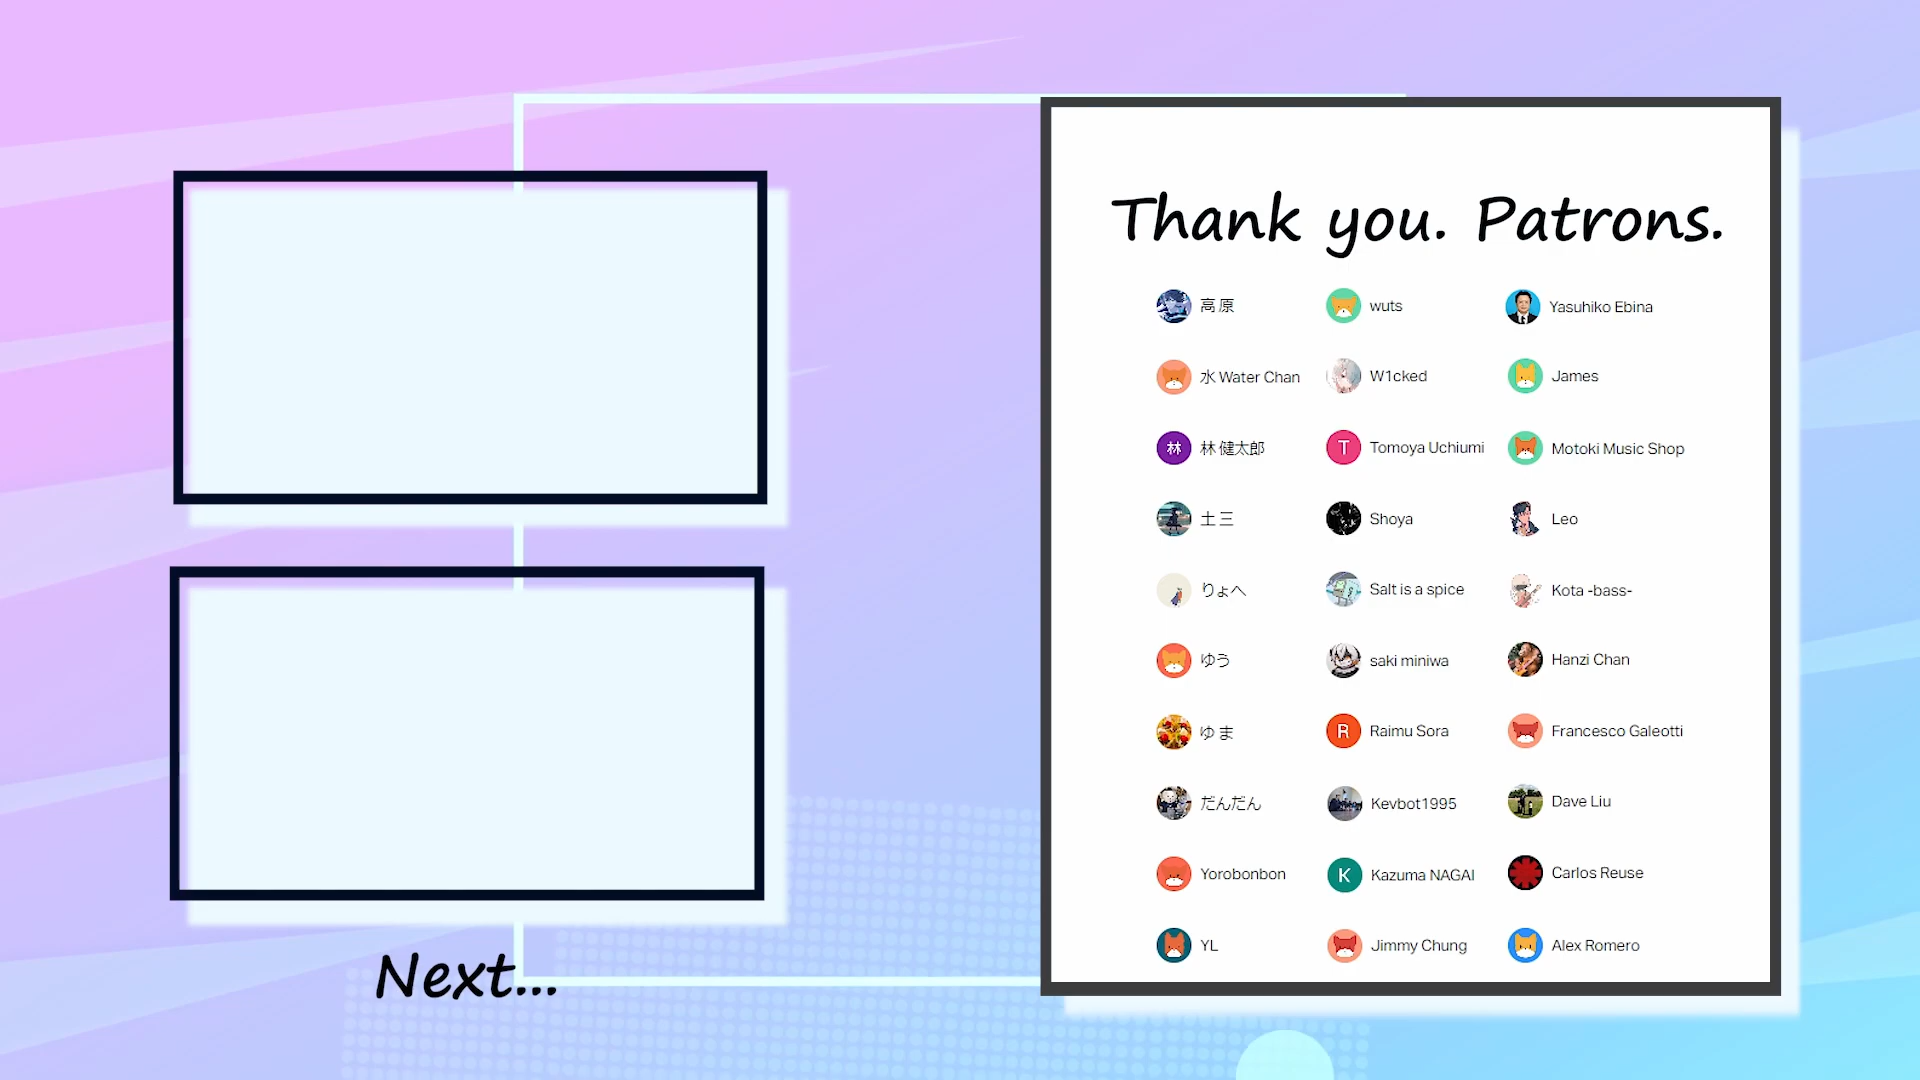 Thank you. Patrons.
高原 wuts Yasuhiko Ebina
水 Water Chan W1cked James
林 林 健太郎 T Tomoya Uchiumi Motoki Music Shop
土 三 Shoya Leo
りょへ Salt is a spice Kota -bass-
ゆう saki miniwa Hanzi Chan
ゆ ま R Raimu Sora Francesco Galeotti
だんだん Kevbot1995 Dave Liu
Yorobonbon K Kazuma NAGAI Carlos Reuse
YL Jimmy Chung Alex Romero
Next...